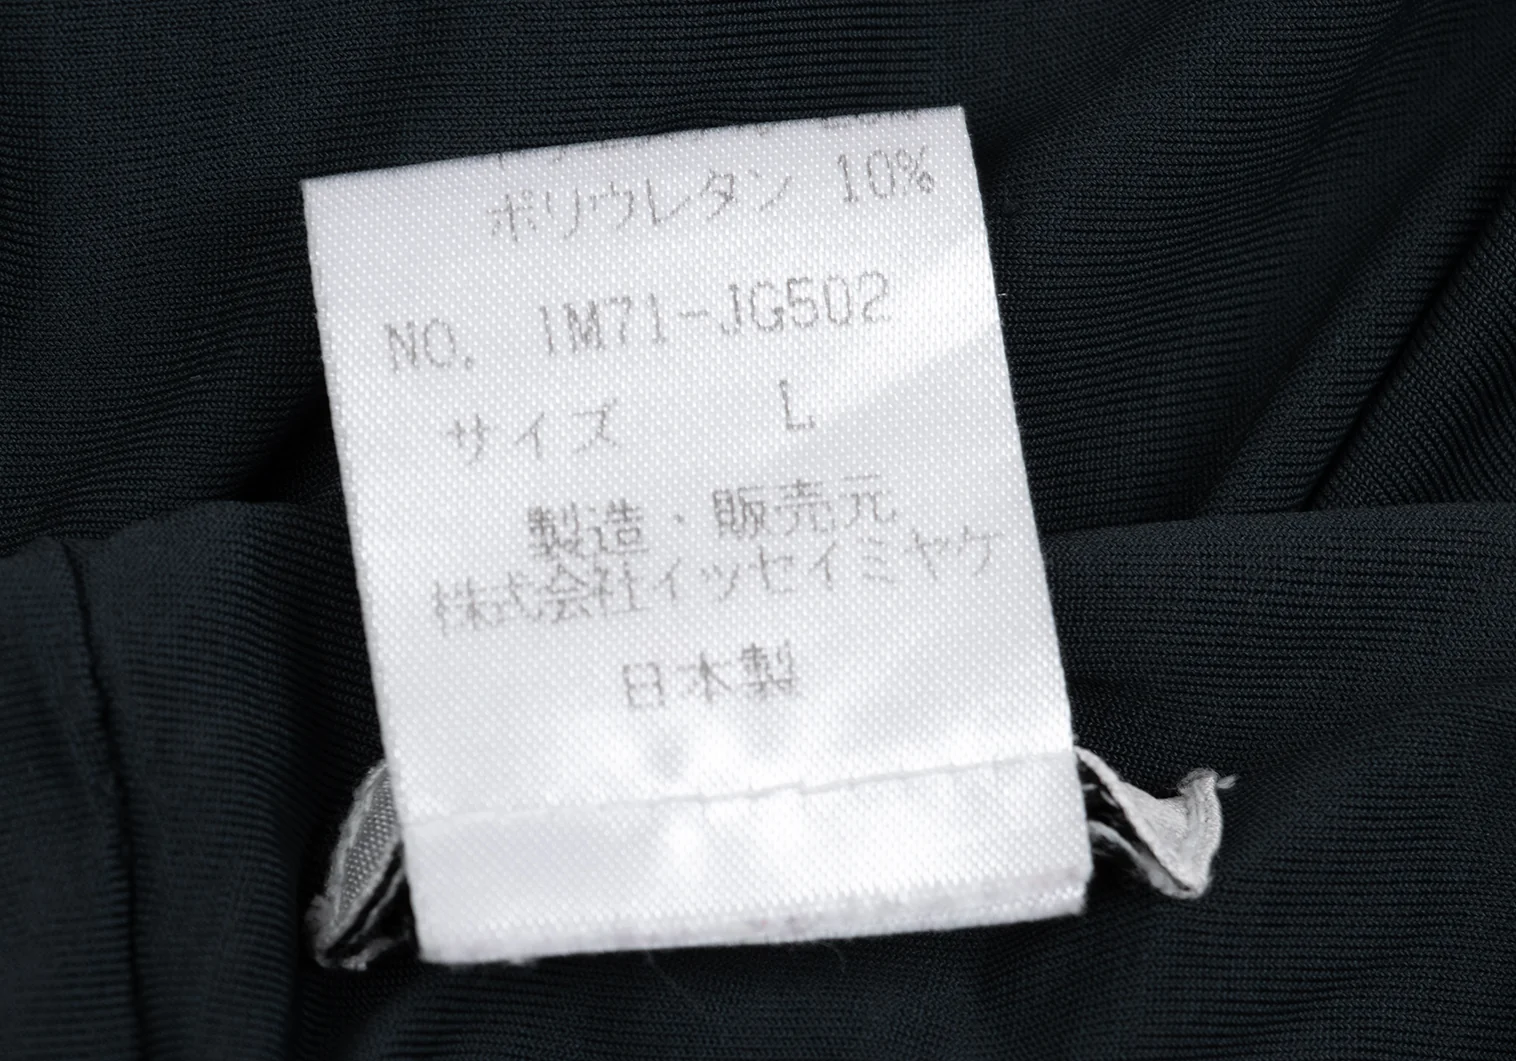 ポリウレタン 10%
NO. IM71-JG502
サイズ L
製造・販売元
株式会社イッセイミヤケ
日本製